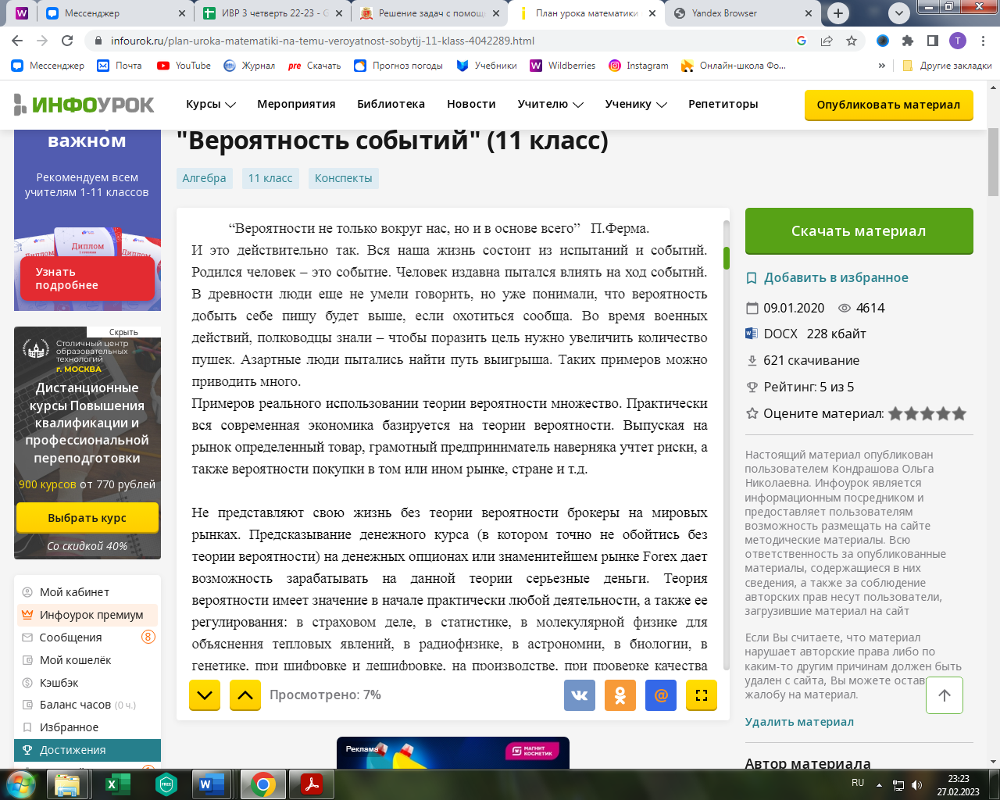 Мессенджер
ИВР 3 четверть 22-23 - G
Решение задач с помощ
План урока математики
Yandex Browser
infourok.ru/plan-uroka-matematiki-na-temu-veroyatnost-sobytij-11-klass-4042289.html
T
Мессенджер
Почта
YouTube
Журнал
pre Скачать
Прогноз погоды
Учебники
Wildberries
Instagram
Онлайн-школа Фо...
»
Другие закладки
ИНФОУРОК
Курсы
Мероприятия
Библиотека
Новости
Учителю
Ученику
Репетиторы
Опубликовать материал
важном
Рекомендуем всем
учителям 1-11 классов
Диплом
Узнать
подробнее
Скрыть
Столичный центр
образовательных
технологий
г. МОСКВА
Дистанционные
курсы Повышения
квалификации и
профессиональной
переподготовки
900 курсов от 770 рублей
Выбрать курс
Со скидкой 40%
Мой кабинет
Инфоурок премиум
Сообщения 8
Мой кошелёк
Кэшбэк
Баланс часов (0 ч.)
Избранное
Достижения
"Вероятность событий" (11 класс)
Алгебра
11 класс
Конспекты
“Вероятности не только вокруг нас, но и в основе всего” П.Ферма.
И это действительно так. Вся наша жизнь состоит из испытаний и событий.
Родился человек – это событие. Человек издавна пытался влиять на ход событий.
В древности люди еще не умели говорить, но уже понимали, что вероятность
добыть себе пищу будет выше, если охотиться сообща. Во время военных
действий, полководцы знали – чтобы поразить цель нужно увеличить количество
пушек. Азартные люди пытались найти путь выигрыша. Таких примеров можно
приводить много.
Примеров реального использовании теории вероятности множество. Практически
вся современная экономика базируется на теории вероятности. Выпуская на
рынок определенный товар, грамотный предприниматель наверняка учтет риски, а
также вероятности покупки в том или ином рынке, стране и т.д.
Не представляют свою жизнь без теории вероятности брокеры на мировых
рынках. Предсказывание денежного курса (в котором точно не обойтись без
теории вероятности) на денежных опционах или знаменитейшем рынке Forex дает
возможность зарабатывать на данной теории серьезные деньги. Теория
вероятности имеет значение в начале практически любой деятельности, а также ее
регулирования: в страховом деле, в статистике, в молекулярной физике для
объяснения тепловых явлений, в радиофизике, в астрономии, в биологии, в
генетике, при шифровке и дешифровке, на производстве, при проверке качества
Просмотрено: 7%
@
Реклама
МАГНИТ
КОСМЕТИК
Скачать материал
Добавить в избранное
09.01.2020 4614
DOCX 228 кбайт
621 скачивание
Рейтинг: 5 из 5
Оцените материал:
Настоящий материал опубликован
пользователем Кондрашова Ольга
Николаевна. Инфоурок является
информационным посредником и
предоставляет пользователям
возможность размещать на сайте
методические материалы. Всю
ответственность за опубликованные
материалы, содержащиеся в них
сведения, а также за соблюдение
авторских прав несут пользователи,
загрузившие материал на сайт
Если Вы считаете, что материал
нарушает авторские права либо по
каким-то другим причинам должен быть
удален с сайта, Вы можете остав
жалобу на материал.
Удалить материал
Автор материала
FREE
RU
23:23
27.02.2023